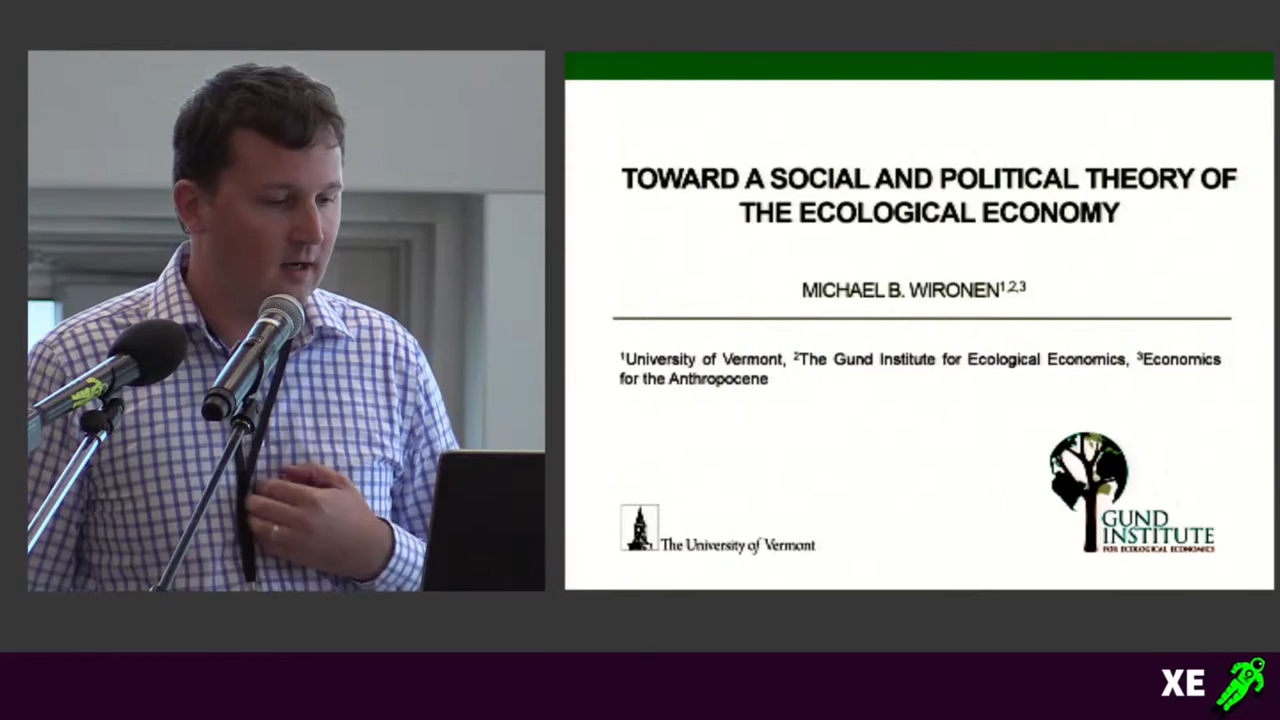 TOWARD A SOCIAL AND POLITICAL THEORY OF
THE ECOLOGICAL ECONOMY
MICHAEL B. WIRONEN1,2,3
1University of Vermont, 2The Gund Institute for Ecological Economics, 3Economics
for the Anthropocene
The University of Vermont
GUND
INSTITUTE
FOR ECOLOGICAL ECONOMICS
XE